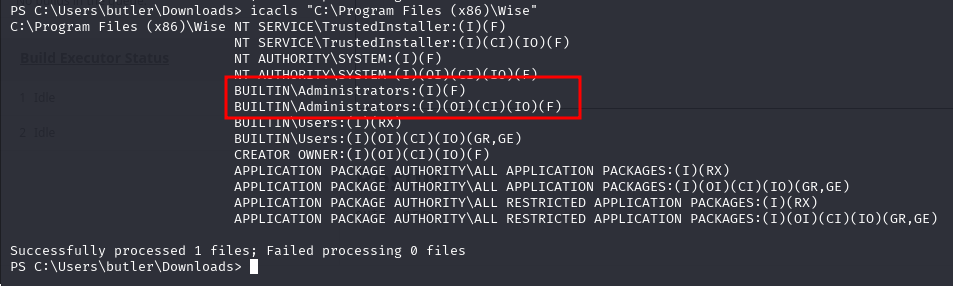 PS C:\Users\butler\Downloads> icacls "C:\Program Files (x86)\Wise"
C:\Program Files (x86)\Wise NT SERVICE\TrustedInstaller:(I)(F)
NT SERVICE\TrustedInstaller:(I)(CI)(IO)(F)
NT AUTHORITY\SYSTEM:(I)(F)
Build Executor Status
NT AUTHORITY\SYSTEM:(I)(OI)(CI)(IO)(F)
BUILTIN\Administrators:(I)(F)
1 Idle
BUILTIN\Administrators:(I)(OI)(CI)(IO)(F)
BUILTIN\Users:(I)(RX)
2 Idle
BUILTIN\Users:(I)(OI)(CI)(IO)(GR,GE)
CREATOR OWNER:(I)(OI)(CI)(IO)(F)
APPLICATION PACKAGE AUTHORITY\ALL APPLICATION PACKAGES:(I)(RX)
APPLICATION PACKAGE AUTHORITY\ALL APPLICATION PACKAGES:(I)(OI)(CI)(IO)(GR,GE)
APPLICATION PACKAGE AUTHORITY\ALL RESTRICTED APPLICATION PACKAGES:(I)(RX)
APPLICATION PACKAGE AUTHORITY\ALL RESTRICTED APPLICATION PACKAGES:(I)(OI)(CI)(IO)(GR,GE)
Successfully processed 1 files; Failed processing 0 files
PS C:\Users\butler\Downloads>